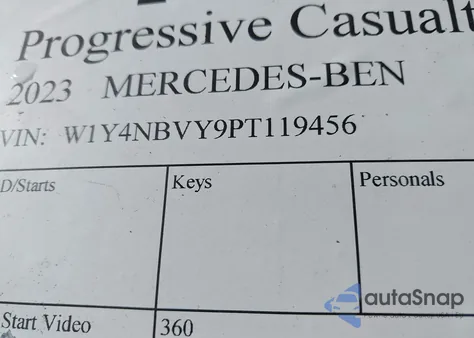 Progressive Casualt
2023 MERCEDES-BEN
VIN: W1Y4NBVY9PT119456
D/Starts Keys Personals
autaSnap
Start Video 360